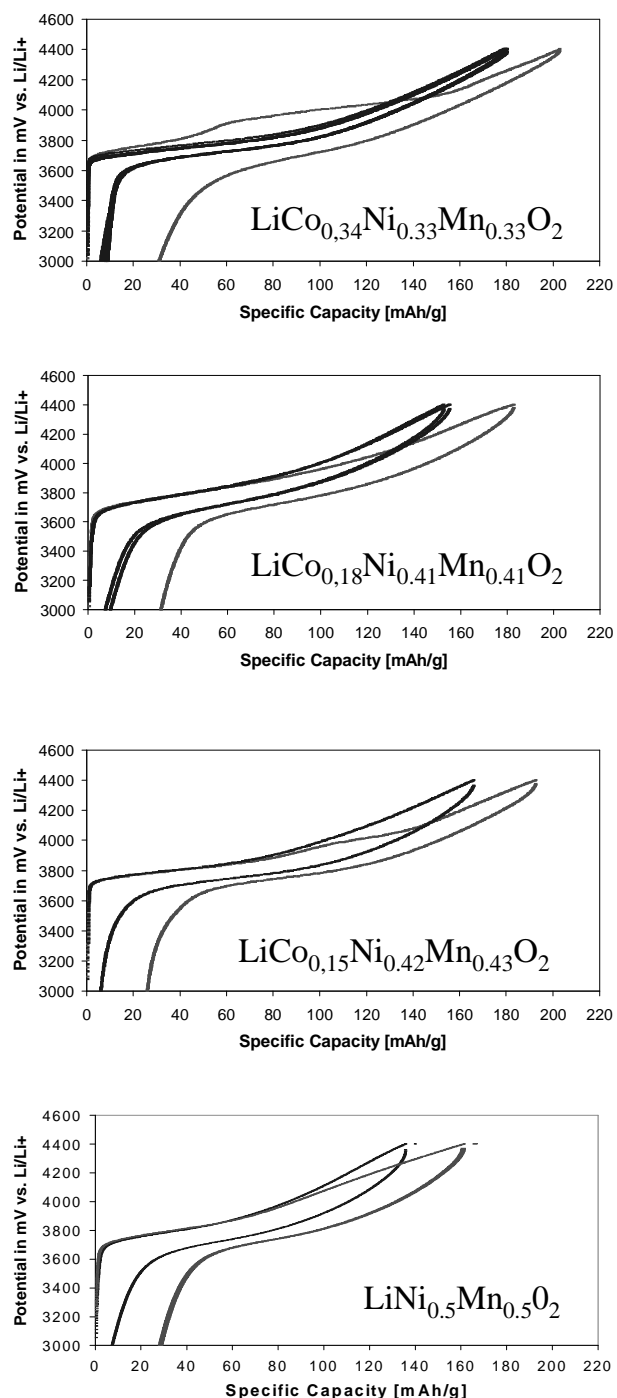 4600
4400
4200
4000
3800
3600
3400
3200
3000
Potential in mV vs. Li/Li+
0 20 40 60 80 100 120 140 160 180 200 220
Specific Capacity [mAh/g]
LiCo0,34Ni0.33Mn0.33O2
4600
4400
4200
4000
3800
3600
3400
3200
3000
Potential in mV vs. Li/Li+
0 20 40 60 80 100 120 140 160 180 200 220
Specific Capacity [mAh/g]
LiCo0,18Ni0.41Mn0.41O2
4600
4400
4200
4000
3800
3600
3400
3200
3000
Potential in mV vs. Li/Li+
0 20 40 60 80 100 120 140 160 180 200 220
Specific Capacity [mAh/g]
LiCo0,15Ni0.42Mn0.43O2
4600
4400
4200
4000
3800
3600
3400
3200
3000
Potential in mV vs. Li/Li+
0 20 40 60 80 100 120 140 160 180 200 220
Specific Capacity [mAh/g]
LiNi0.5Mn0.502